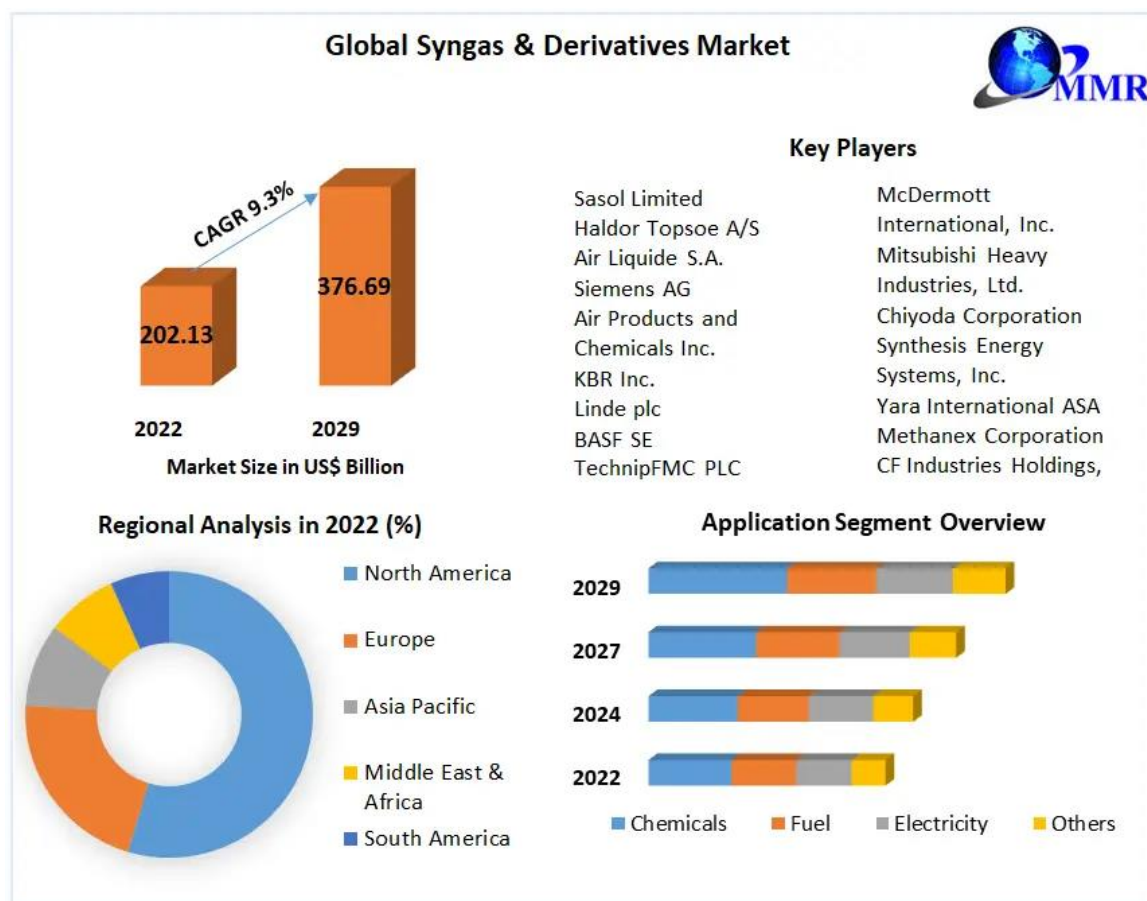 Global Syngas & Derivatives Market
MMR
CAGR 9.3%
202.13
376.69
2022
2029
Market Size in US$ Billion
Key Players
Sasol Limited
Haldor Topsoe A/S
Air Liquide S.A.
Siemens AG
Air Products and
Chemicals Inc.
KBR Inc.
Linde plc
BASF SE
TechnipFMC PLC
McDermott
International, Inc.
Mitsubishi Heavy
Industries, Ltd.
Chiyoda Corporation
Synthesis Energy
Systems, Inc.
Yara International ASA
Methanex Corporation
CF Industries Holdings,
Regional Analysis in 2022 (%)
North America
Europe
Asia Pacific
Middle East &
Africa
South America
Application Segment Overview
2029
2027
2024
2022
Chemicals
Fuel
Electricity
Others